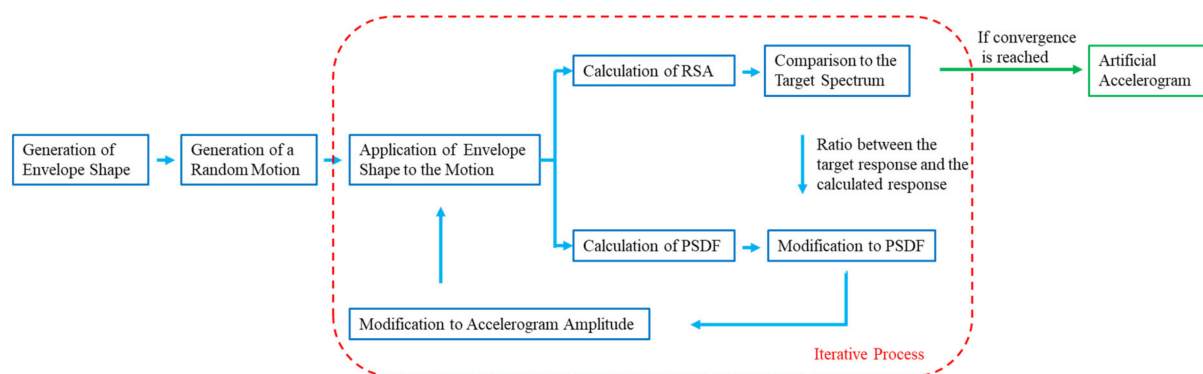 Generation of
Envelope Shape
Generation of a
Random Motion
Application of Envelope
Shape to the Motion
Calculation of RSA
Comparison to the
Target Spectrum
If convergence
is reached
Artificial
Accelerogram
Ratio between the
target response and the
calculated response
Calculation of PSDF
Modification to PSDF
Modification to Accelerogram Amplitude
Iterative Process